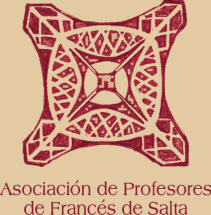 Asociación de Profesores
de Francés de Salta